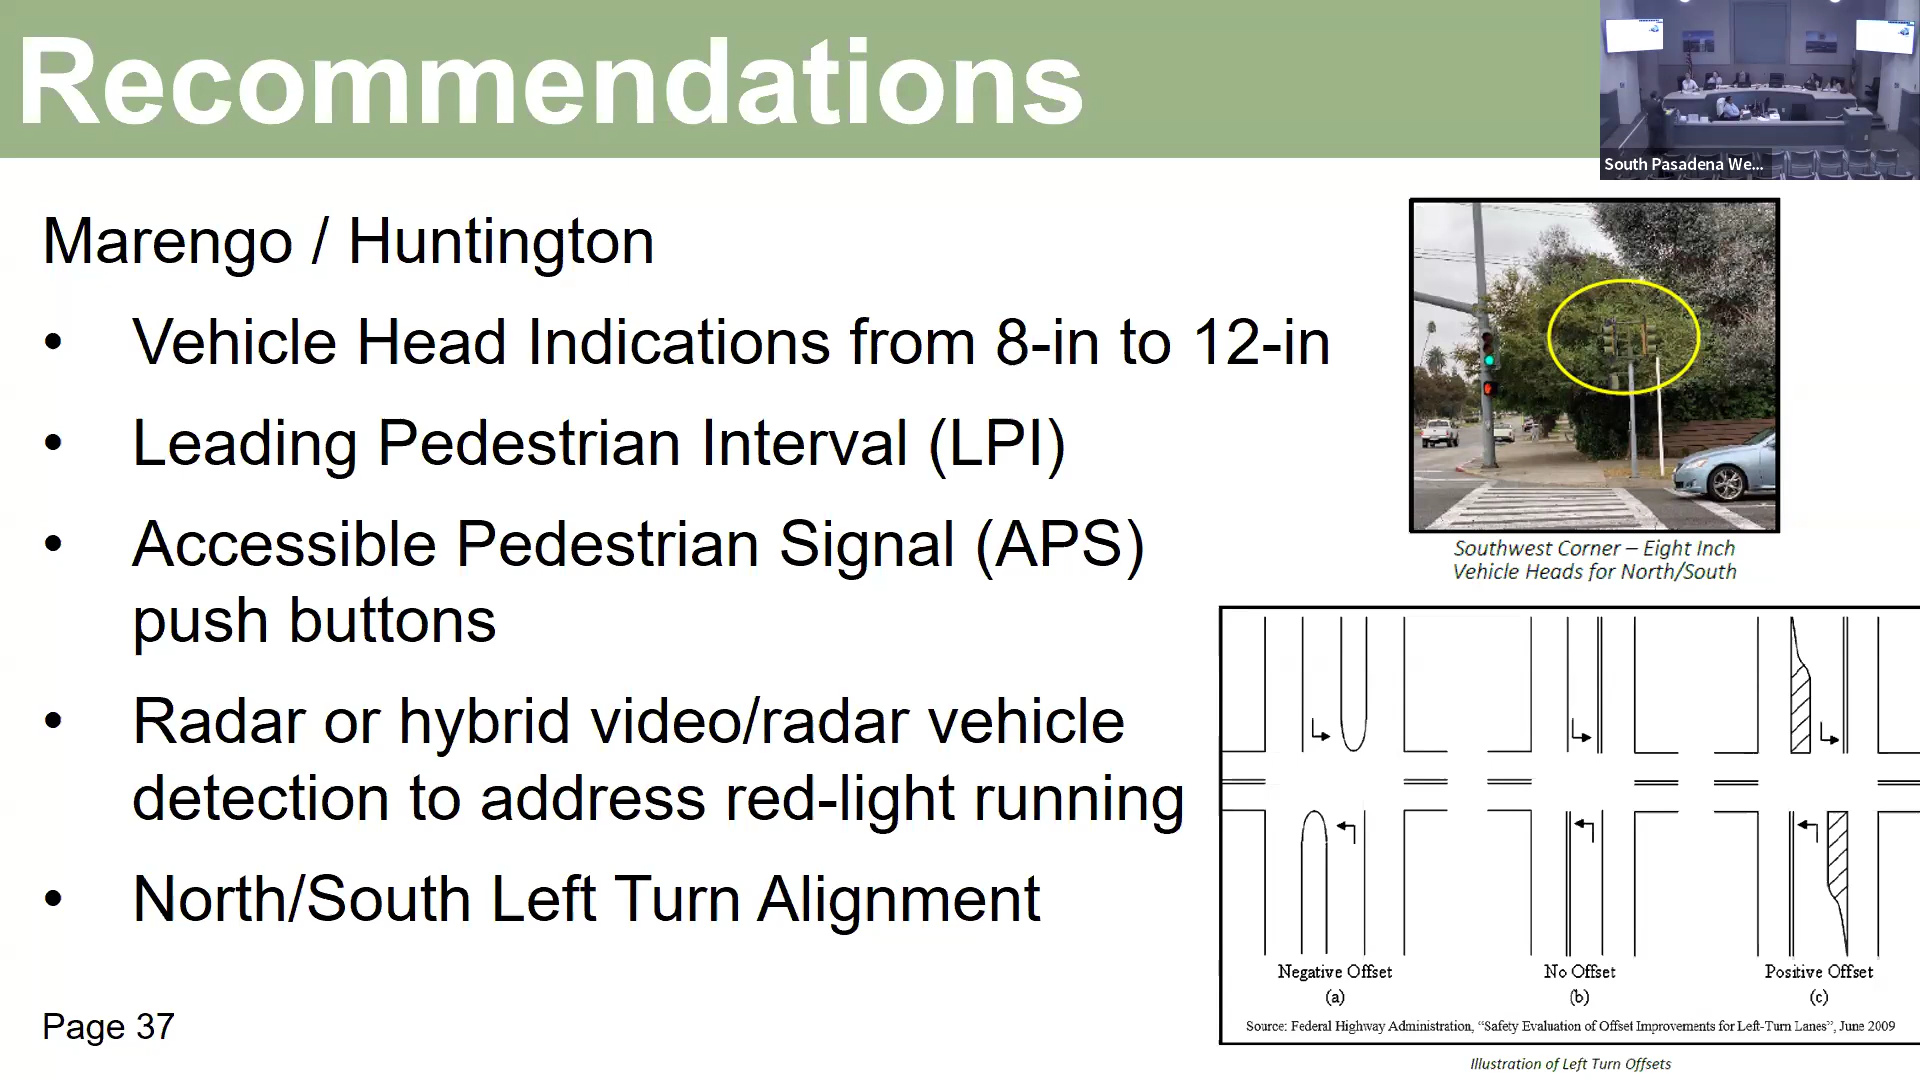 Recommendations
South Pasadena We...
Marengo / Huntington
• Vehicle Head Indications from 8-in to 12-in
• Leading Pedestrian Interval (LPI)
• Accessible Pedestrian Signal (APS)
push buttons
• Radar or hybrid video/radar vehicle
detection to address red-light running
• North/South Left Turn Alignment
Page 37
Southwest Corner – Eight Inch
Vehicle Heads for North/South
Negative Offset
(a)
No Offset
(b)
Positive Offset
(c)
Source: Federal Highway Administration, “Safety Evaluation of Offset Improvements for Left-Turn Lanes”, June 2009
Illustration of Left Turn Offsets